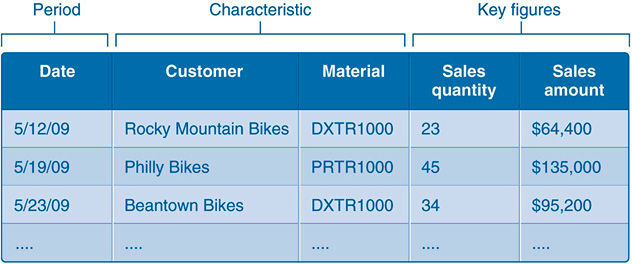 Period Characteristic Key figures
Date Customer Material Sales quantity Sales amount
5/12/09 Rocky Mountain Bikes DXTR1000 23 $64,400
5/19/09 Philly Bikes PRTR1000 45 $135,000
5/23/09 Beantown Bikes DXTR1000 34 $95,200
.... .... .... .... ....